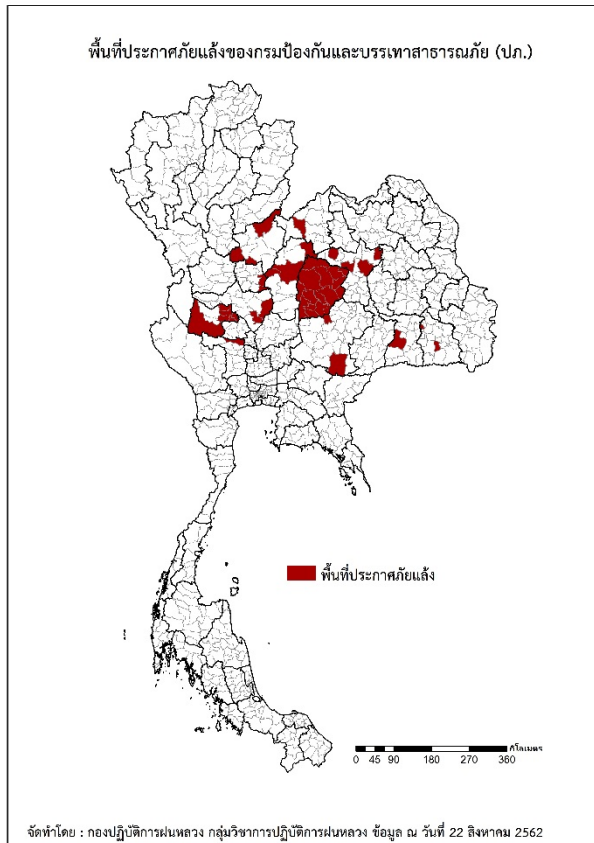 พื้นที่ประกาศภัยแล้งของกรมป้องกันและบรรเทาสาธารณภัย (ปภ.)
พื้นที่ประกาศภัยแล้ง
กิโลเมตร
0 45 90 180 270 360
จัดทำโดย : กองปฏิบัติการฝนหลวง กลุ่มวิชาการปฏิบัติการฝนหลวง ข้อมูล ณ วันที่ 22 สิงหาคม 2562